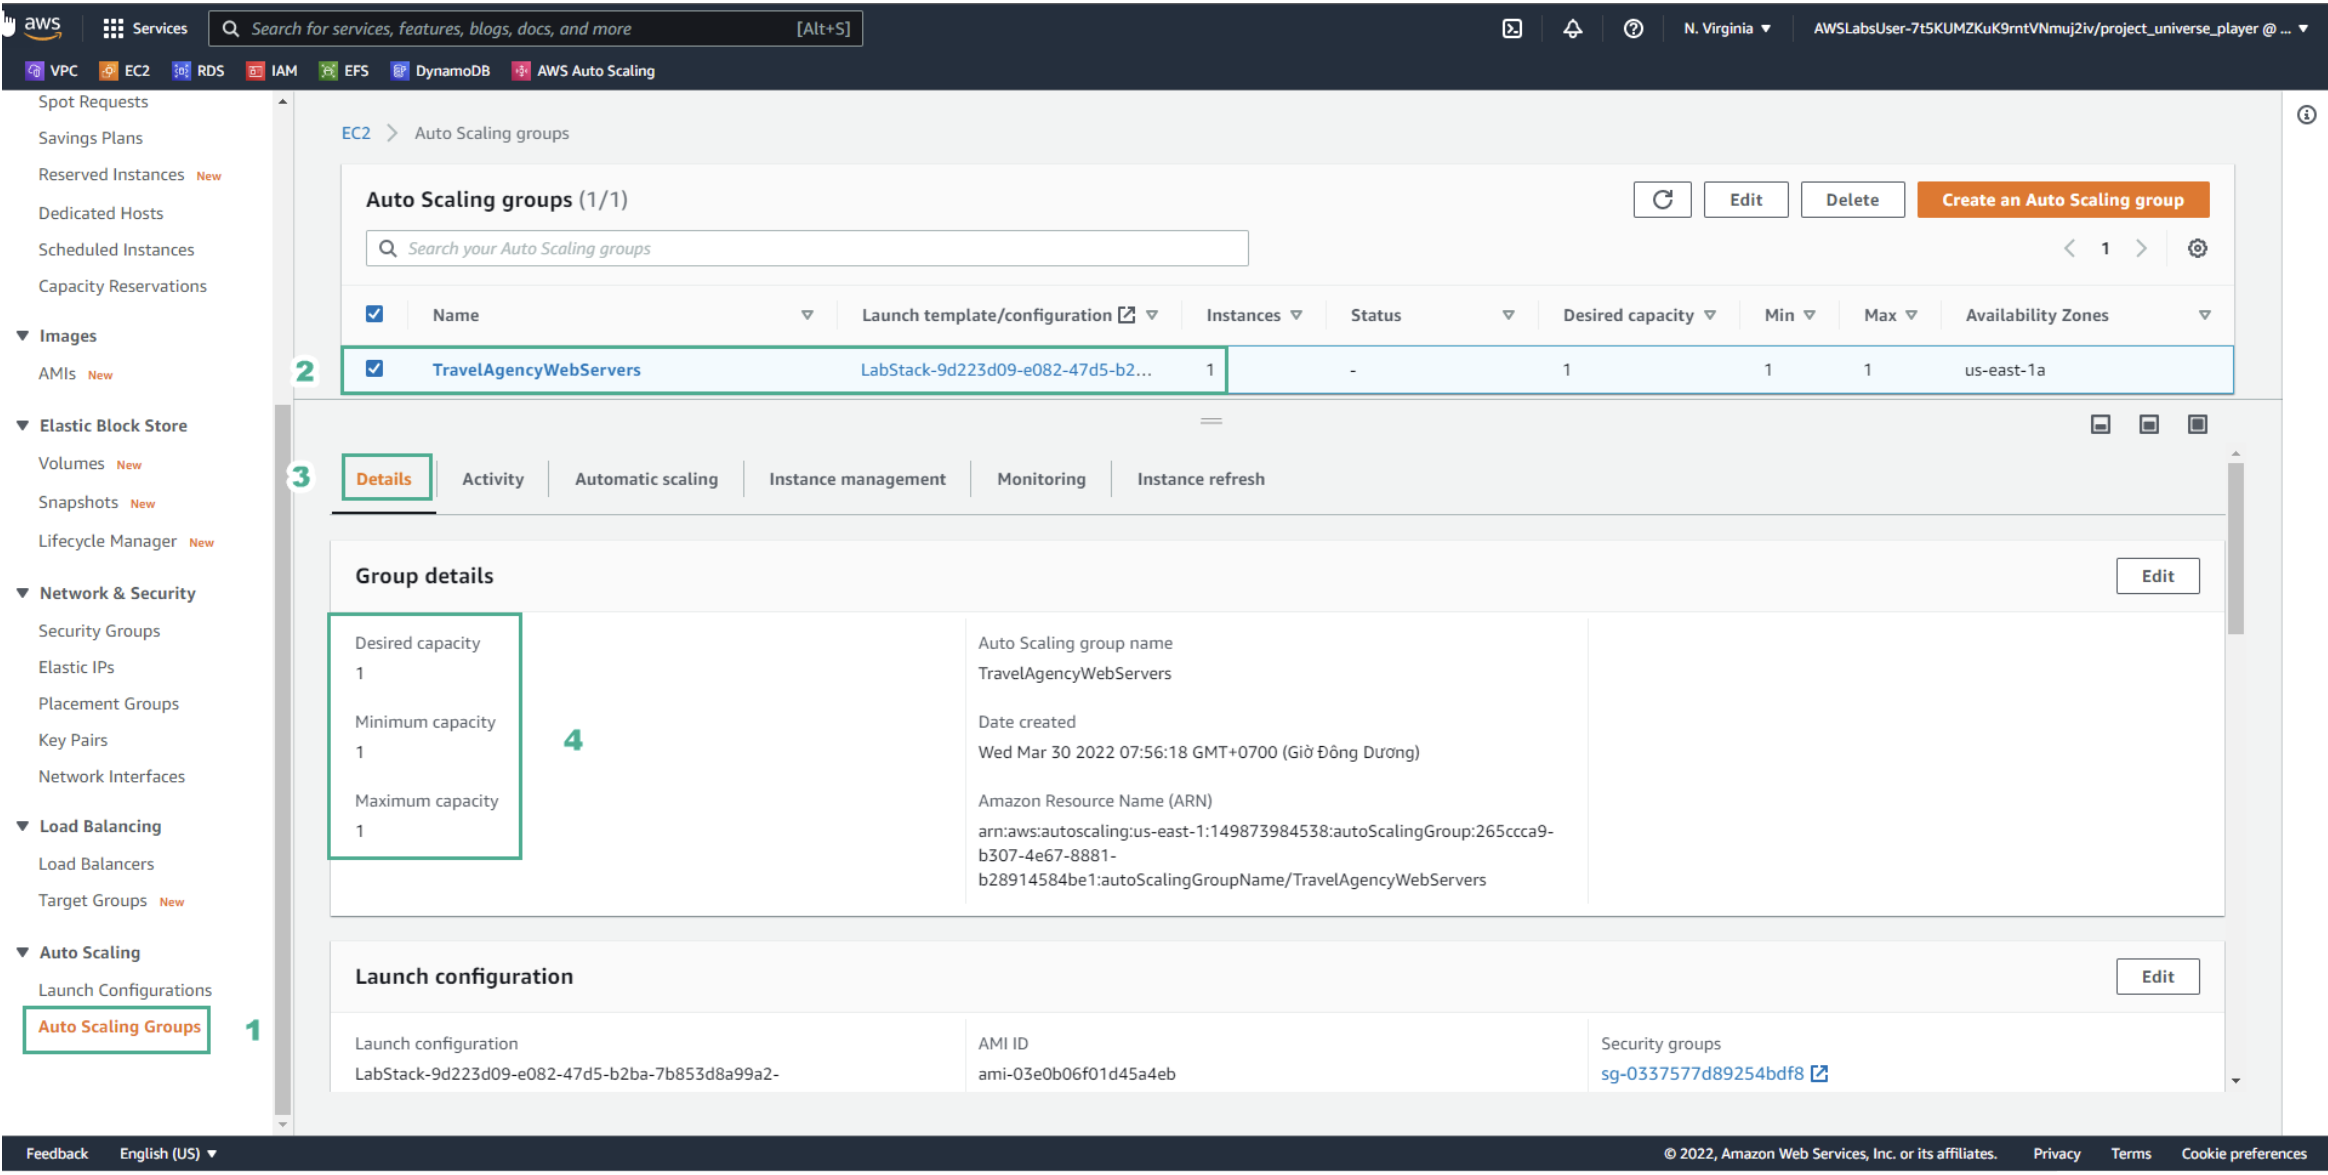 aws
Services
Search for services, features, blogs, docs, and more
[Alt+S]
N. Virginia ▼
AWSLabsUser-7t5KUMZKuK9rntVNmuj2iv/project_universe_player @ ... ▼
VPC
EC2
RDS
IAM
EFS
DynamoDB
AWS Auto Scaling
Spot Requests
Savings Plans
Reserved Instances New
Dedicated Hosts
Scheduled Instances
Capacity Reservations
Images
AMIs New
Elastic Block Store
Volumes New
Snapshots New
Lifecycle Manager New
Network & Security
Security Groups
Elastic IPs
Placement Groups
Key Pairs
Network Interfaces
Load Balancing
Load Balancers
Target Groups New
Auto Scaling
Launch Configurations
Auto Scaling Groups
1
EC2 > Auto Scaling groups
Auto Scaling groups (1/1)
Edit
Delete
Create an Auto Scaling group
Search your Auto Scaling groups
1
Name
Launch template/configuration
Instances
Status
Desired capacity
Min
Max
Availability Zones
2
TravelAgencyWebServers
LabStack-9d223d09-e082-47d5-b2...
1
-
1
1
1
us-east-1a
3
Details
Activity
Automatic scaling
Instance management
Monitoring
Instance refresh
Group details
Edit
Desired capacity
1
Minimum capacity
1
Maximum capacity
1
4
Auto Scaling group name
TravelAgencyWebServers
Date created
Wed Mar 30 2022 07:56:18 GMT+0700 (Giờ Đông Dương)
Amazon Resource Name (ARN)
arn:aws:autoscaling:us-east-1:149873984538:autoScalingGroup:265ccca9-
b307-4e67-8881-
b28914584be1:autoScalingGroupName/TravelAgencyWebServers
Launch configuration
Edit
Launch configuration
LabStack-9d223d09-e082-47d5-b2ba-7b853d8a99a2-
AMI ID
ami-03e0b06f01d45a4eb
Security groups
sg-0337577d89254bdf8
Feedback
English (US) ▼
© 2022, Amazon Web Services, Inc. or its affiliates.
Privacy
Terms
Cookie preferences